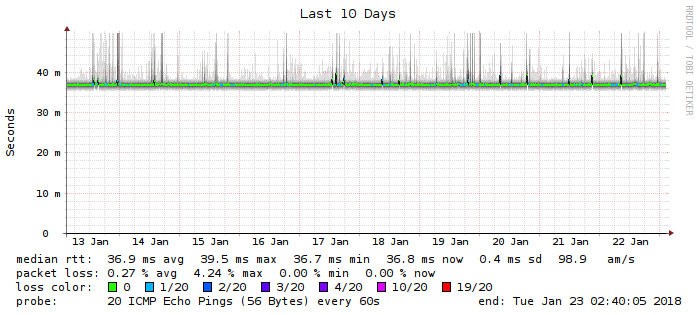 Last 10 Days
RRDTOOL / TOBI OETIKER
Seconds
40 m
30 m
20 m
10 m
0
13 Jan 14 Jan 15 Jan 16 Jan 17 Jan 18 Jan 19 Jan 20 Jan 21 Jan 22 Jan
median rtt: 36.9 ms avg 39.5 ms max 36.7 ms min 36.8 ms now 0.4 ms sd 98.9 am/s
packet loss: 0.27 % avg 4.24 % max 0.00 % min 0.00 % now
loss color: 0 1/20 2/20 3/20 4/20 10/20 19/20
probe: 20 ICMP Echo Pings (56 Bytes) every 60s end: Tue Jan 23 02:40:05 2018